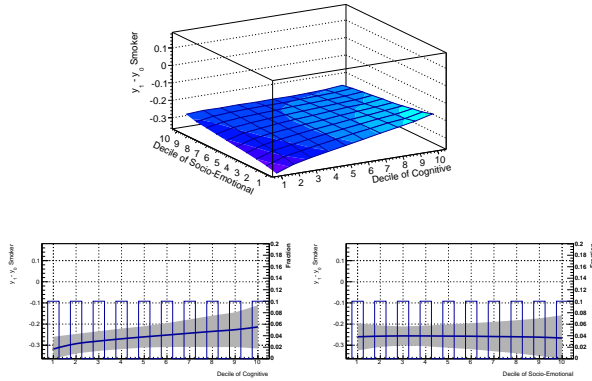 y₁ - y₀ Smoker
0.1
0
-0.1
-0.2
-0.3
10 9 8 7 6 5 4 3 2 1
Decile of Socio-Emotional
1 2 3 4 5 6 7 8 9 10
Decile of Cognitive
y₁ - y₀ Smoker
0.1
0
-0.1
-0.2
-0.3
1 2 3 4 5 6 7 8 9 10
Decile of Cognitive
0.2
0.18
0.16
0.14
0.12
0.1
0.08
0.06
0.04
0.02
0
Fraction
y₁ - y₀ Smoker
0.1
0
-0.1
-0.2
-0.3
1 2 3 4 5 6 7 8 9 10
Decile of Socio-Emotional
0.2
0.18
0.16
0.14
0.12
0.1
0.08
0.06
0.04
0.02
0
Fraction